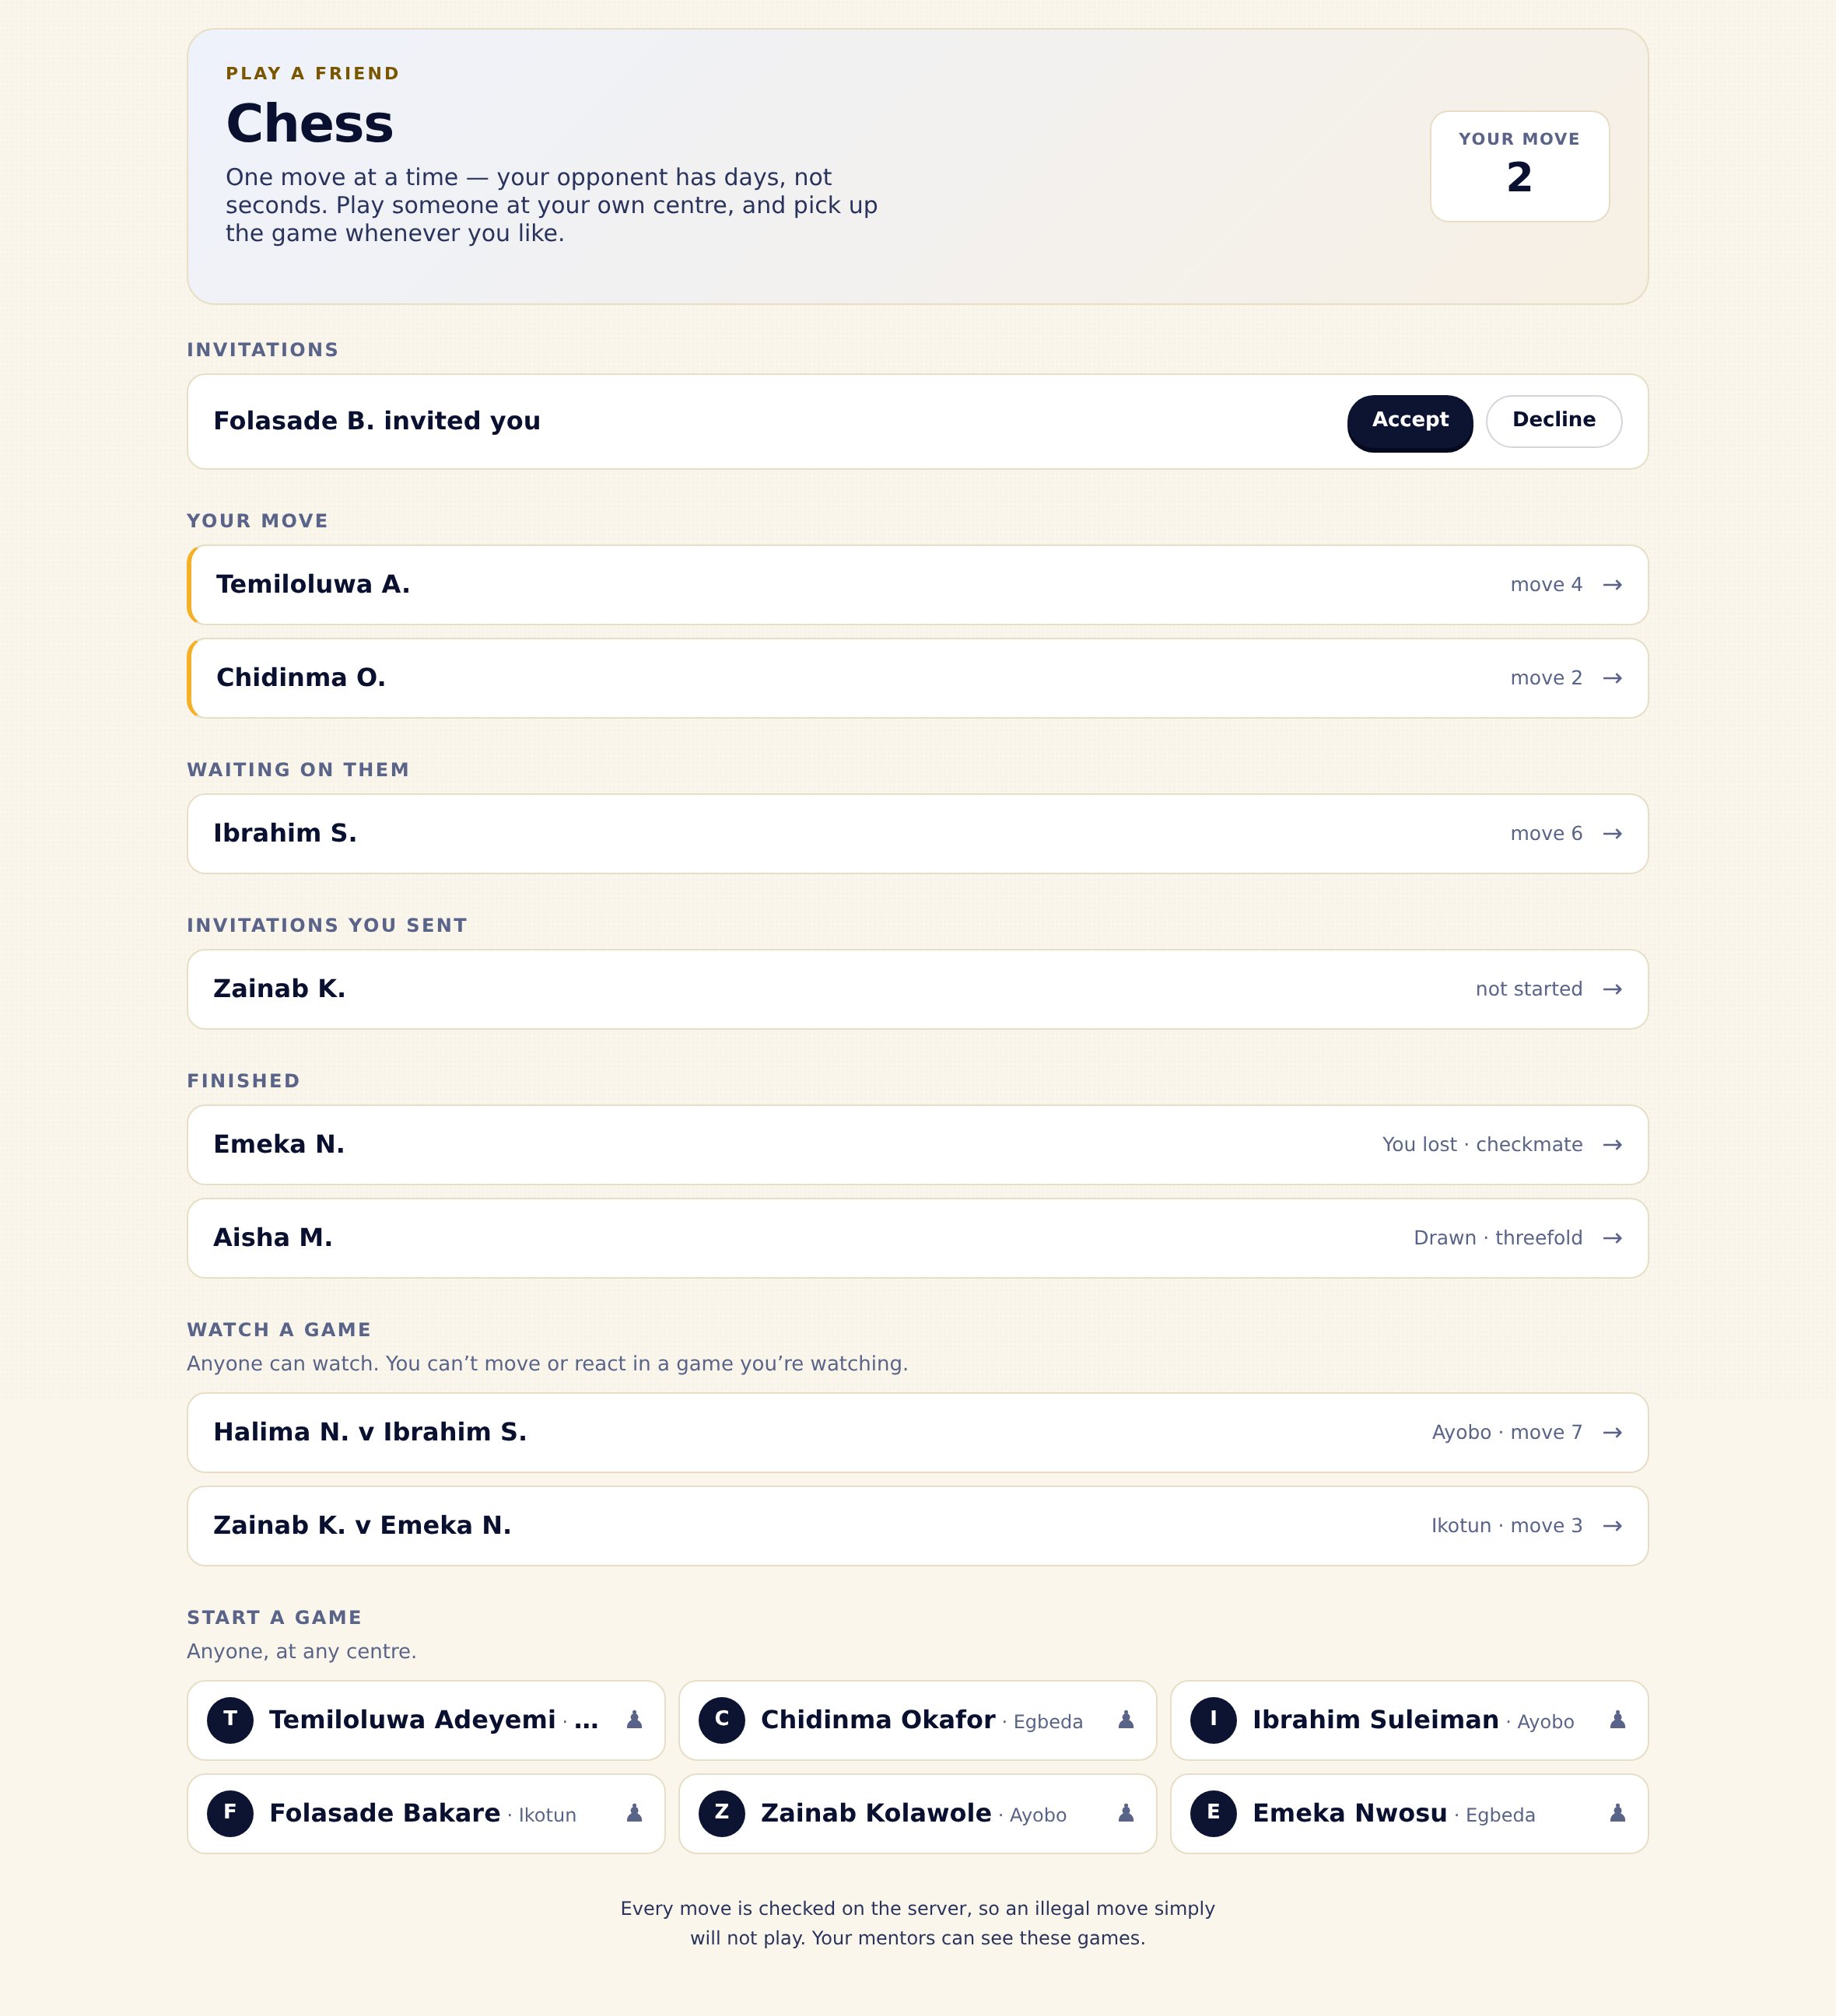 PLAY A FRIEND
Chess
One move at a time — your opponent has days, not
seconds. Play someone at your own centre, and pick up
the game whenever you like.
YOUR MOVE
2
INVITATIONS
Folasade B. invited you
Accept
Decline
YOUR MOVE
Temiloluwa A.
move 4 →
Chidinma O.
move 2 →
WAITING ON THEM
Ibrahim S.
move 6 →
INVITATIONS YOU SENT
Zainab K.
not started →
FINISHED
Emeka N.
You lost · checkmate →
Aisha M.
Drawn · threefold →
WATCH A GAME
Anyone can watch. You can’t move or react in a game you’re watching.
Halima N. v Ibrahim S.
Ayobo · move 7 →
Zainab K. v Emeka N.
Ikotun · move 3 →
START A GAME
Anyone, at any centre.
T Temiloluwa Adeyemi · … ♟
C Chidinma Okafor · Egbeda ♟
I Ibrahim Suleiman · Ayobo ♟
F Folasade Bakare · Ikotun ♟
Z Zainab Kolawole · Ayobo ♟
E Emeka Nwosu · Egbeda ♟
Every move is checked on the server, so an illegal move simply
will not play. Your mentors can see these games.